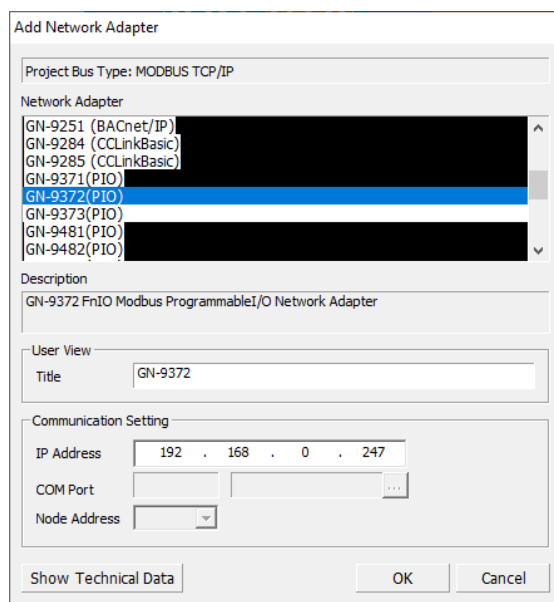 Add Network Adapter
Project Bus Type: MODBUS TCP/IP
Network Adapter
GN-9251 (BACnet/IP)
GN-9284 (CCLinkBasic)
GN-9285 (CCLinkBasic)
GN-9371(PIO)
GN-9372(PIO)
GN-9373(PIO)
GN-9481(PIO)
GN-9482(PIO)
Description
GN-9372 FnIO Modbus ProgrammableI/O Network Adapter
User View
Title GN-9372
Communication Setting
IP Address 192 . 168 . 0 . 247
COM Port ...
Node Address
Show Technical Data OK Cancel